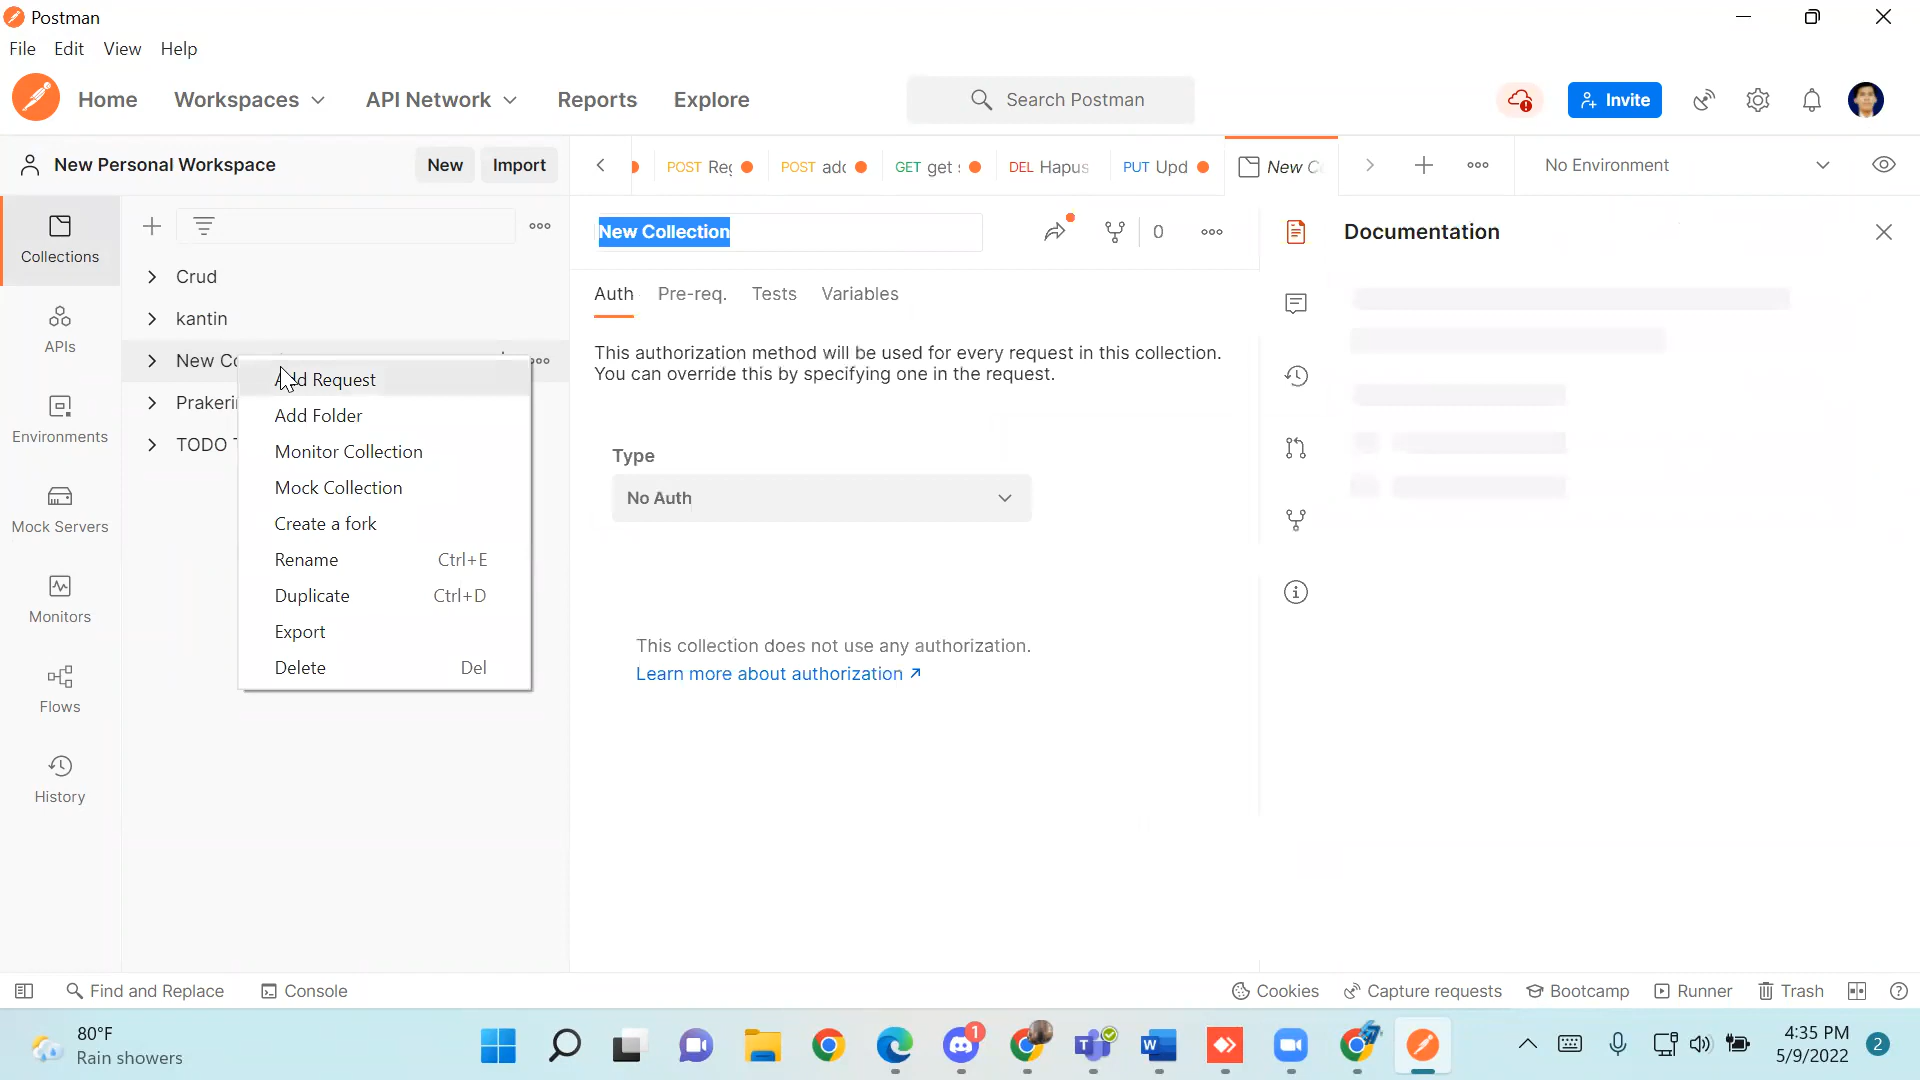 Postman
File Edit View Help
Home Workspaces API Network Reports Explore Search Postman Invite
New Personal Workspace New Import POST Reg POST add GET get s DEL Hapus PUT Upd New C No Environment
Collections
APIs
Environments
Mock Servers
Monitors
Flows
History
Crud
kantin
New Co
Prakeri
TODO
Add Request
Add Folder
Monitor Collection
Mock Collection
Create a fork
Rename Ctrl+E
Duplicate Ctrl+D
Export
Delete Del
New Collection 0
Auth Pre-req. Tests Variables
This authorization method will be used for every request in this collection.
You can override this by specifying one in the request.
Type
No Auth
This collection does not use any authorization.
Learn more about authorization ↗
Documentation
Find and Replace Console Cookies Capture requests Bootcamp Runner Trash
80°F
Rain showers
1
4:35 PM
5/9/2022
2